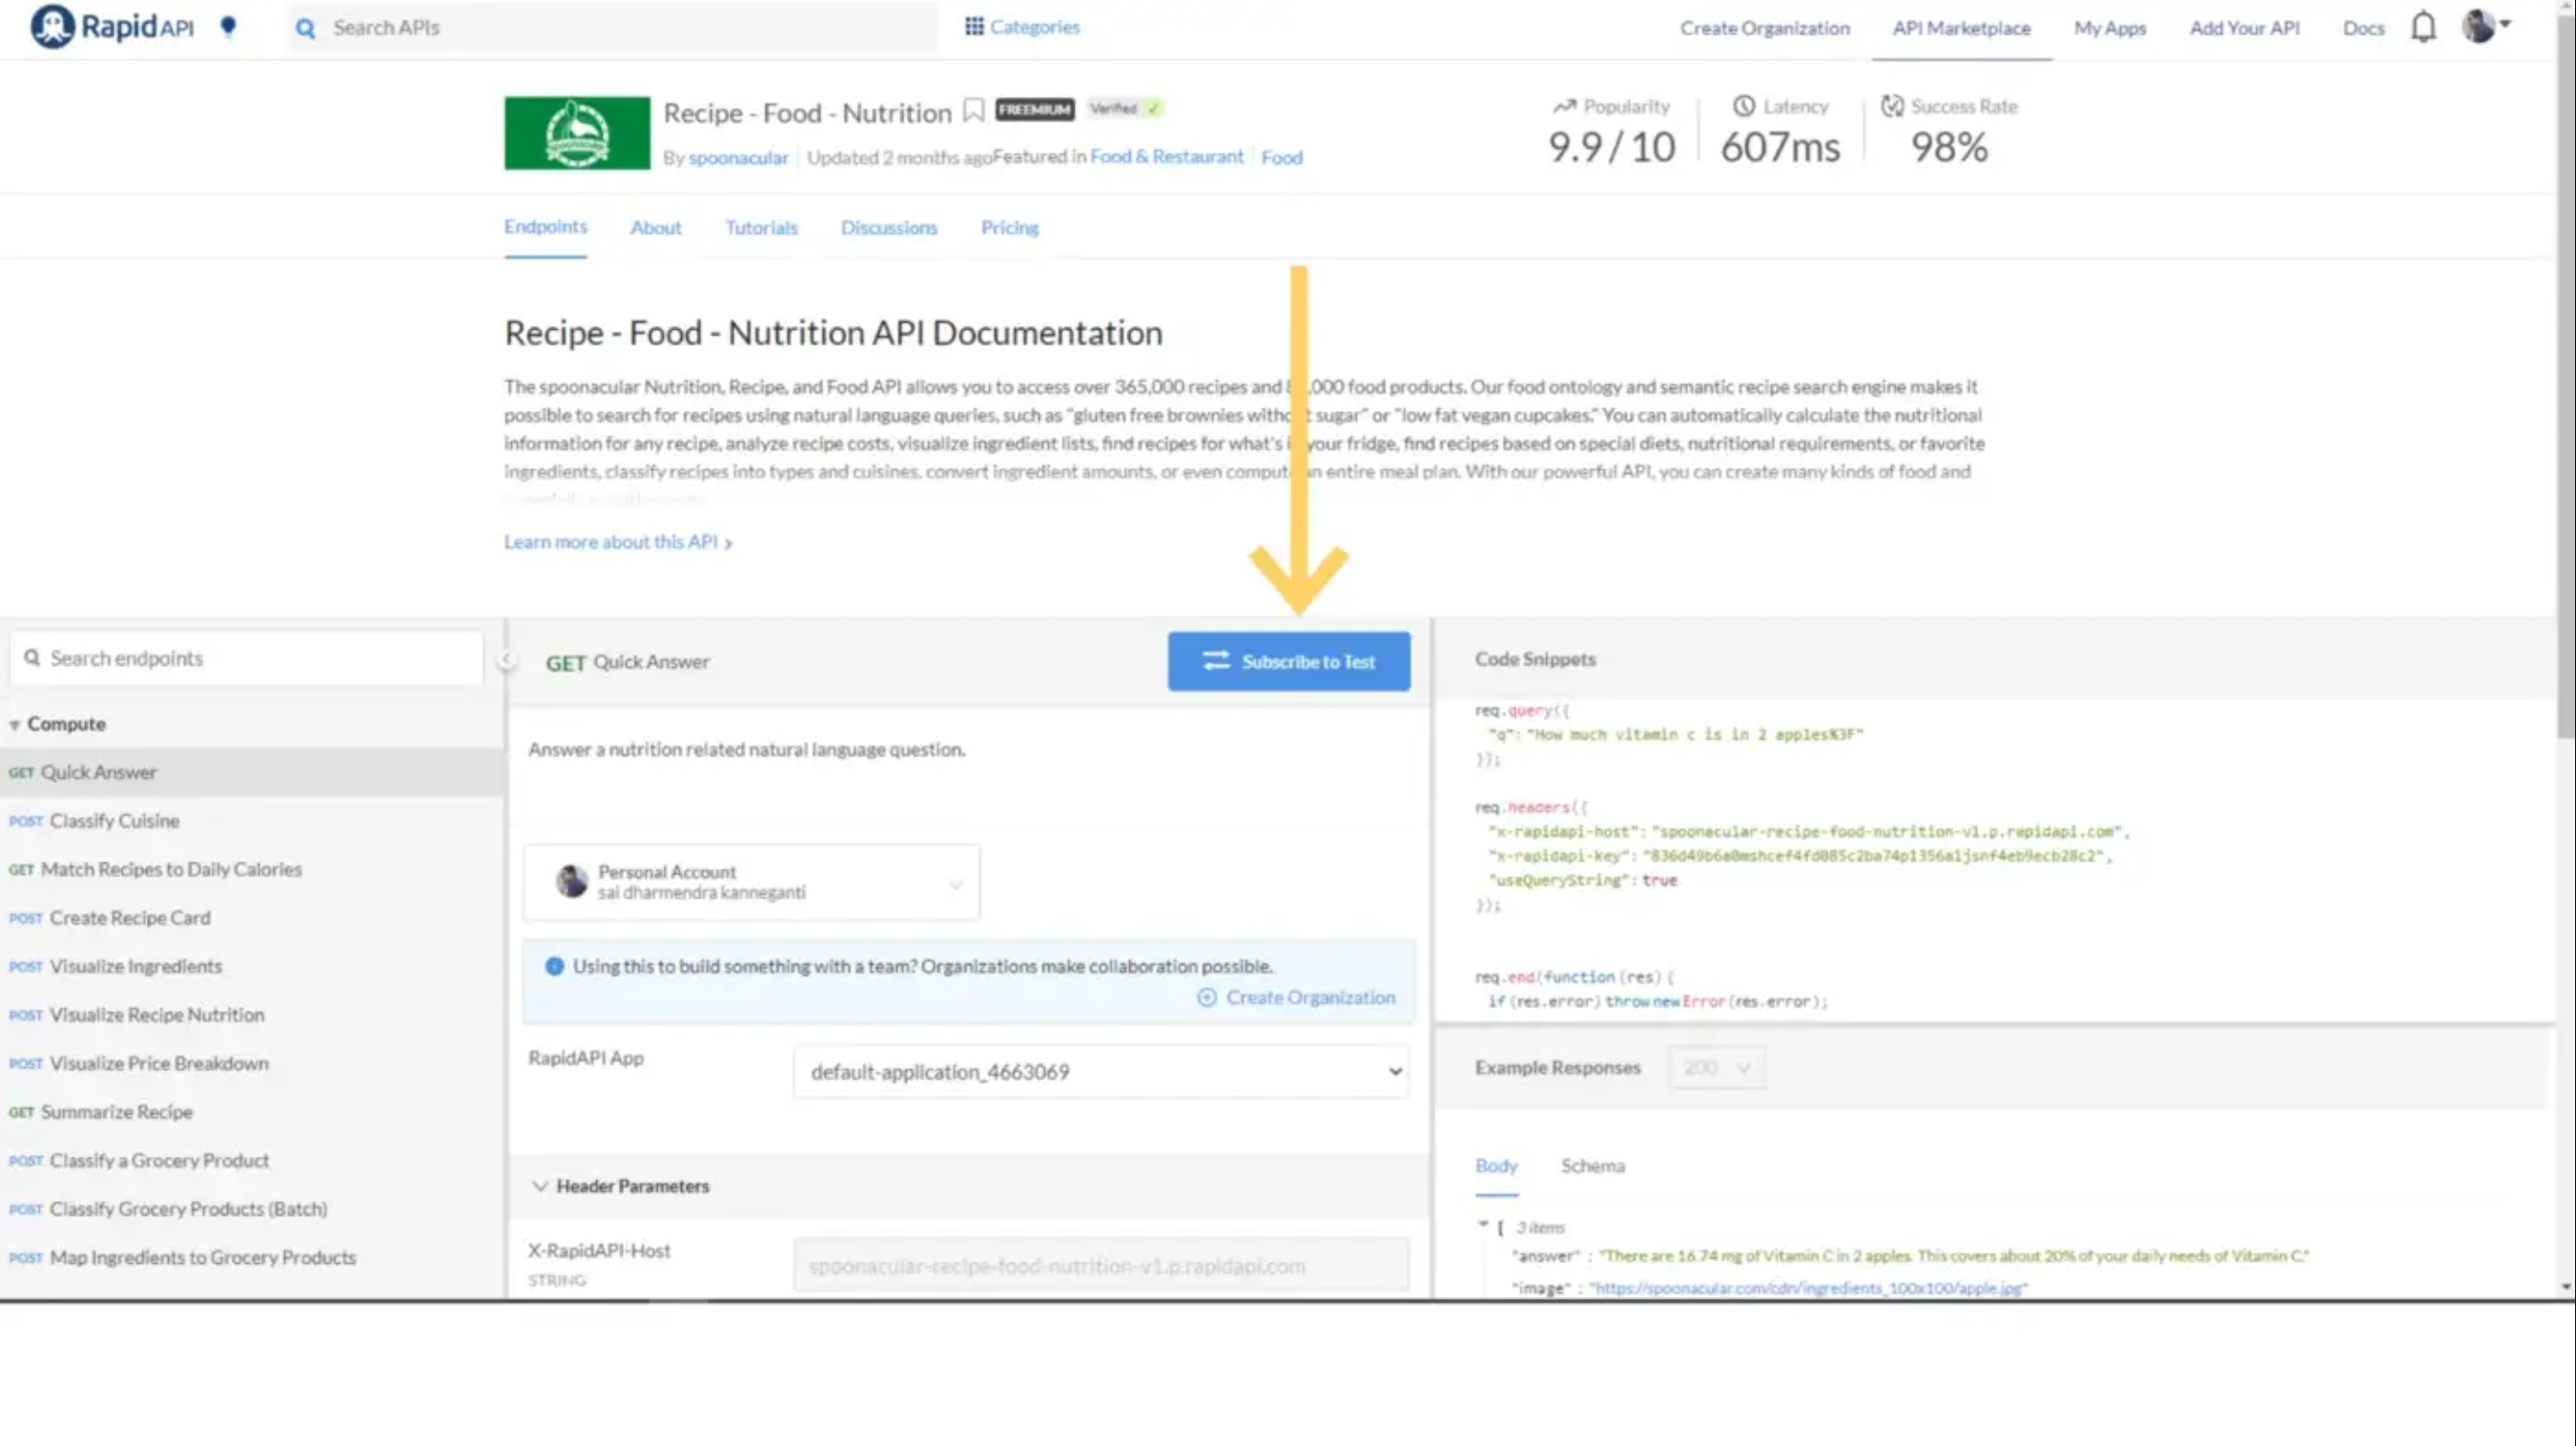 RapidAPI
Search APIs
Categories
Create Organization
API Marketplace
My Apps
Add Your API
Docs
Recipe - Food - Nutrition FREEMIUM Verified ✓
By spoonacular Updated 2 months agoFeatured in Food & Restaurant Food
Popularity
9.9 / 10
Latency
607ms
Success Rate
98%
Endpoints About Tutorials Discussions Pricing
Recipe - Food - Nutrition API Documentation
The spoonacular Nutrition, Recipe, and Food API allows you to access over 365,000 recipes and ,000 food products. Our food ontology and semantic recipe search engine makes it
possible to search for recipes using natural language queries, such as "gluten free brownies without sugar" or "low fat vegan cupcakes." You can automatically calculate the nutritional
information for any recipe, analyze recipe costs, visualize ingredient lists, find recipes for what's your fridge, find recipes based on special diets, nutritional requirements, or favorite
ingredients, classify recipes into types and cuisines, convert ingredient amounts, or even compute an entire meal plan. With our powerful API, you can create many kinds of food and
Learn more about this API >
Search endpoints
Compute
GET Quick Answer
POST Classify Cuisine
GET Match Recipes to Daily Calories
POST Create Recipe Card
POST Visualize Ingredients
POST Visualize Recipe Nutrition
POST Visualize Price Breakdown
GET Summarize Recipe
POST Classify a Grocery Product
POST Classify Grocery Products (Batch)
POST Map Ingredients to Grocery Products
GET Quick Answer
Subscribe to Test
Answer a nutrition related natural language question.
Personal Account
sai dharmendra kanneganti
Using this to build something with a team? Organizations make collaboration possible.
Create Organization
RapidAPI App
default-application_4663069
Header Parameters
X-RapidAPI-Host
STRING
spoonacular-recipe-food-nutrition-v1.p.rapidapi.com
Code Snippets
req.query({
"q": "How much vitamin c is in 2 apples%3F"
});
req.headers({
"x-rapidapi-host": "spoonacular-recipe-food-nutrition-v1.p.rapidapi.com",
"x-rapidapi-key": "836d49b6a0mshcef4fd085c2ba74p1356a1jsnf4eb9ecb28c2",
"useQueryString": true
});
req.end(function (res) {
if (res.error) throw new Error(res.error);
Example Responses
200
Body Schema
[ 3 items
"answer" : "There are 16.74 mg of Vitamin C in 2 apples. This covers about 20% of your daily needs of Vitamin C."
"image" : "https://spoonacular.com/cdn/ingredients_100x100/apple.jpg"